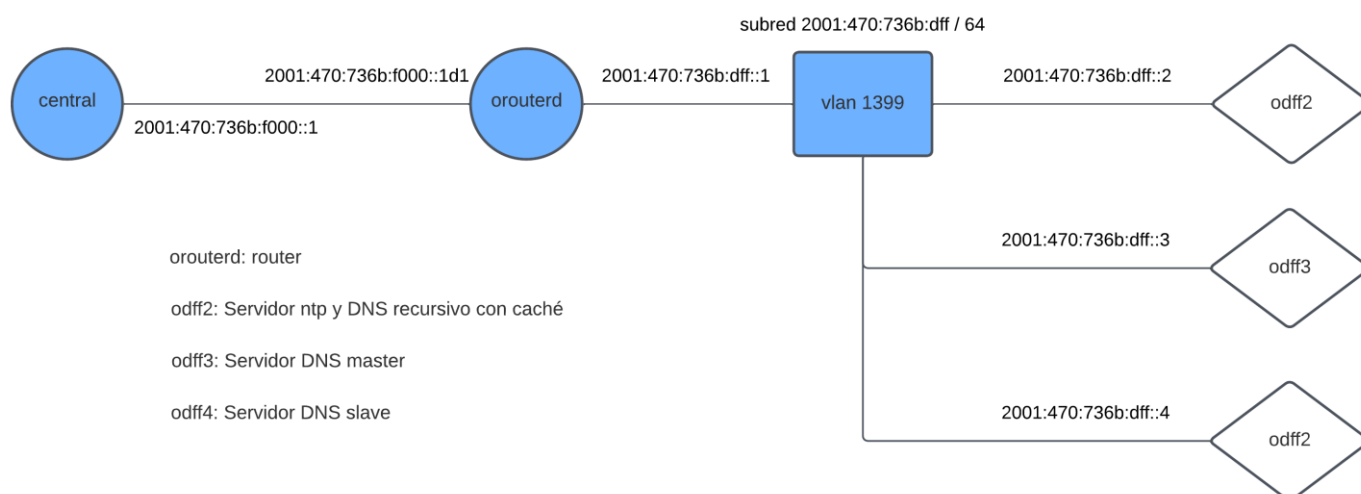 subred 2001:470:736b:dff / 64
central
2001:470:736b:f000::1d1
2001:470:736b:f000::1
orouterd
2001:470:736b:dff::1
vlan 1399
2001:470:736b:dff::2
odff2
2001:470:736b:dff::3
odff3
2001:470:736b:dff::4
odff2
orouterd: router
odff2: Servidor ntp y DNS recursivo con caché
odff3: Servidor DNS master
odff4: Servidor DNS slave